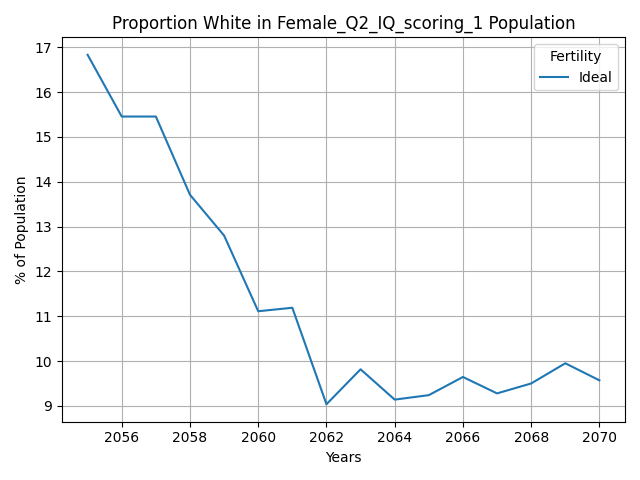 Proportion White in Female_Q2_IQ_scoring_1 Population
Fertility
Ideal
17
16
15
14
13
12
11
10
9
% of Population
2056 2058 2060 2062 2064 2066 2068 2070
Years